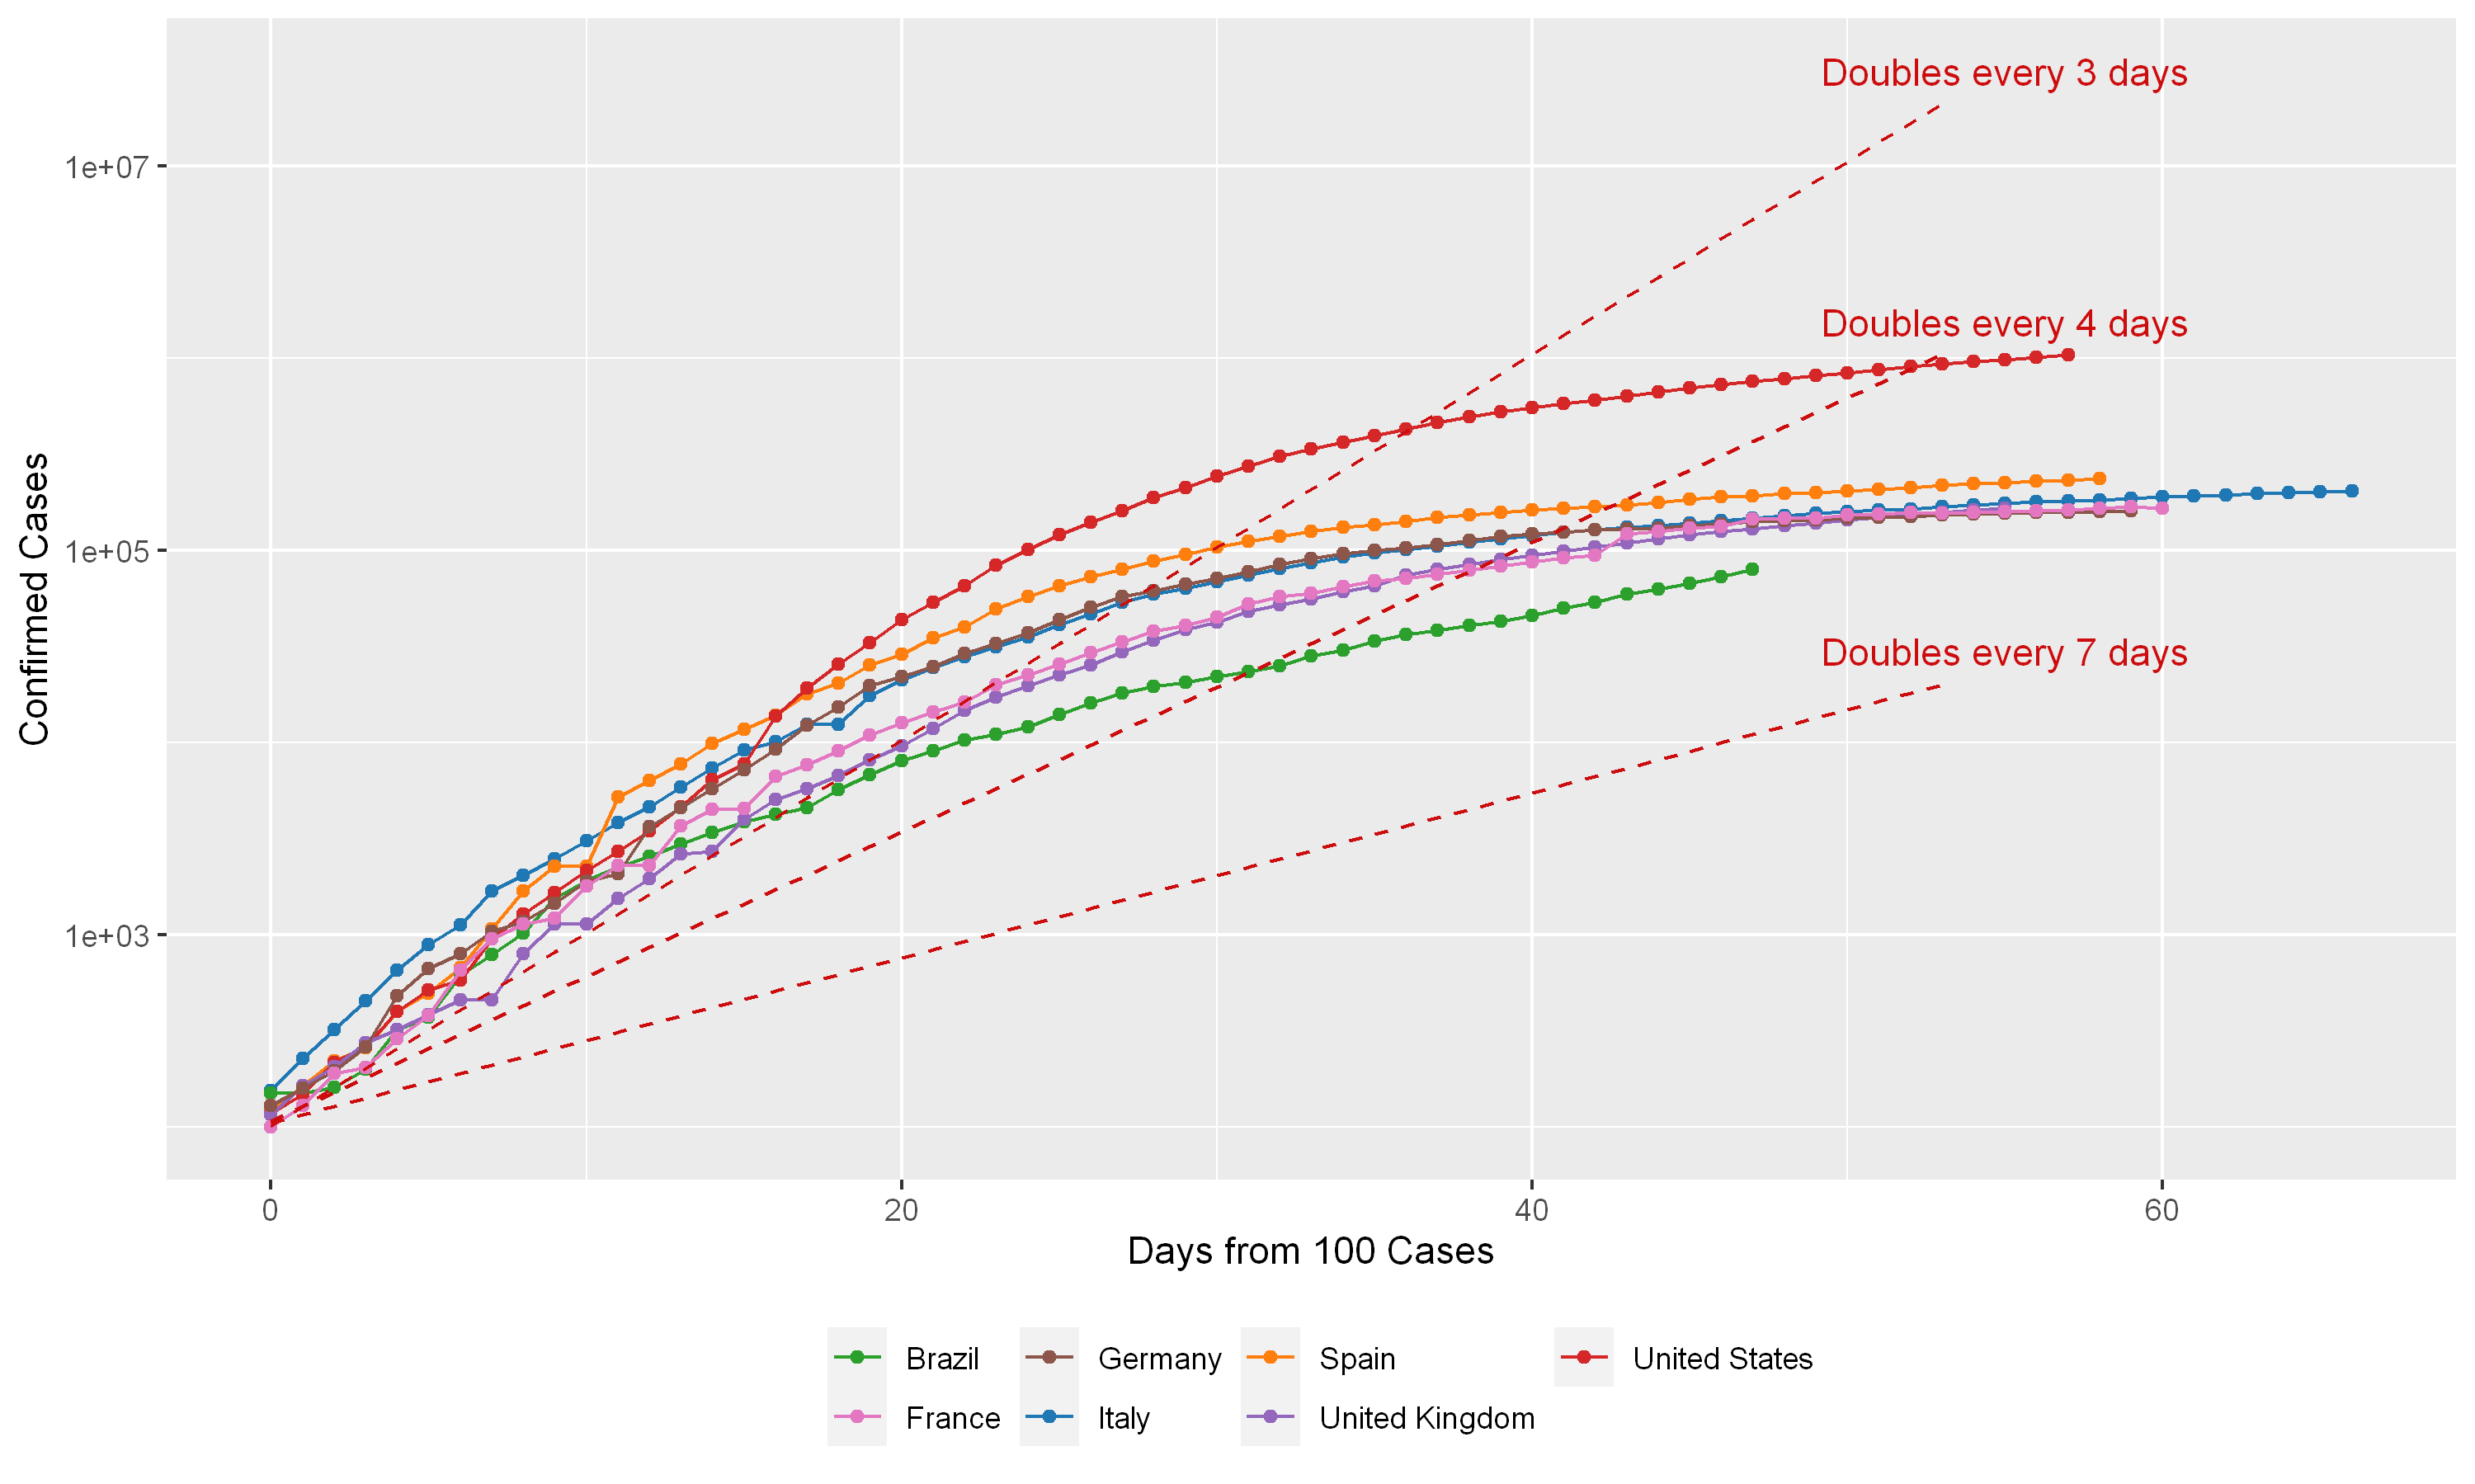 Doubles every 3 days
1e+07
Doubles every 4 days
1e+05
Doubles every 7 days
1e+03
Confirmed Cases
0 20 40 60
Days from 100 Cases
Brazil Germany Spain United States
France Italy United Kingdom